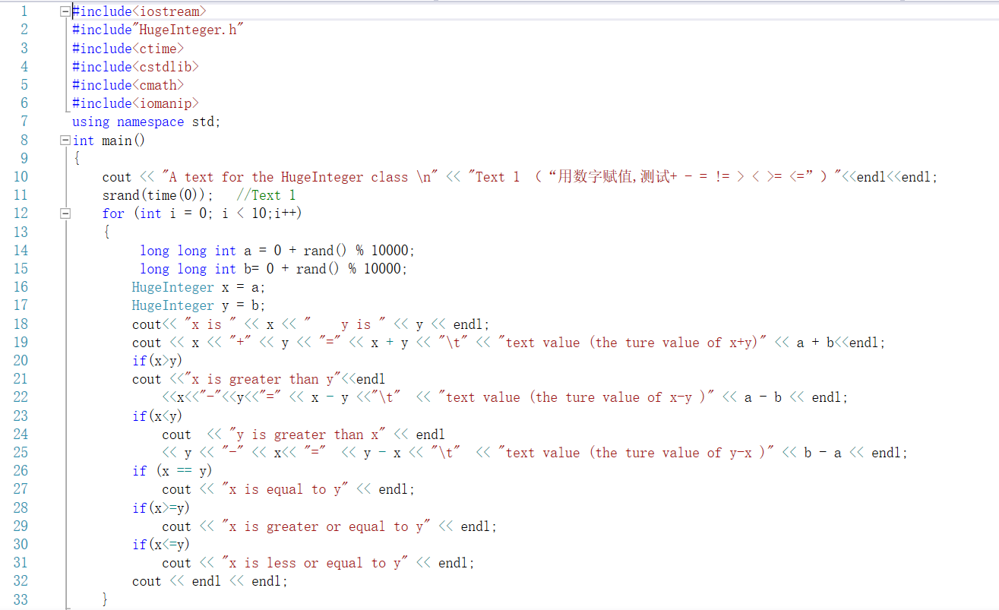 1 #include<iostream>
2 #include"HugeInteger.h"
3 #include<ctime>
4 #include<cstdlib>
5 #include<cmath>
6 #include<iomanip>
7 using namespace std;
8 int main()
9 {
10 cout << "A text for the HugeInteger class \n" << "Text 1 （“用数字赋值,测试+ - = != > < >= <=”）"<<endl<<endl;
11 srand(time(0)); //Text 1
12 for (int i = 0; i < 10;i++)
13 {
14 long long int a = 0 + rand() % 10000;
15 long long int b= 0 + rand() % 10000;
16 HugeInteger x = a;
17 HugeInteger y = b;
18 cout<< "x is " << x << "    y is " << y << endl;
19 cout << x << "+" << y << "=" << x + y << "\t" << "text value (the ture value of x+y)" << a + b<<endl;
20 if(x>y)
21 cout <<"x is greater than y"<<endl
22 <<x<<"-"<<y<<"=" << x - y <<"\t"  << "text value (the ture value of x-y )" << a - b << endl;
23 if(x<y)
24 cout  << "y is greater than x" << endl
25 << y << "-" << x<< "="  << y - x << "\t"  << "text value (the ture value of y-x )" << b - a << endl;
26 if (x == y)
27 cout << "x is equal to y" << endl;
28 if(x>=y)
29 cout << "x is greater or equal to y" << endl;
30 if(x<=y)
31 cout << "x is less or equal to y" << endl;
32 cout << endl << endl;
33 }